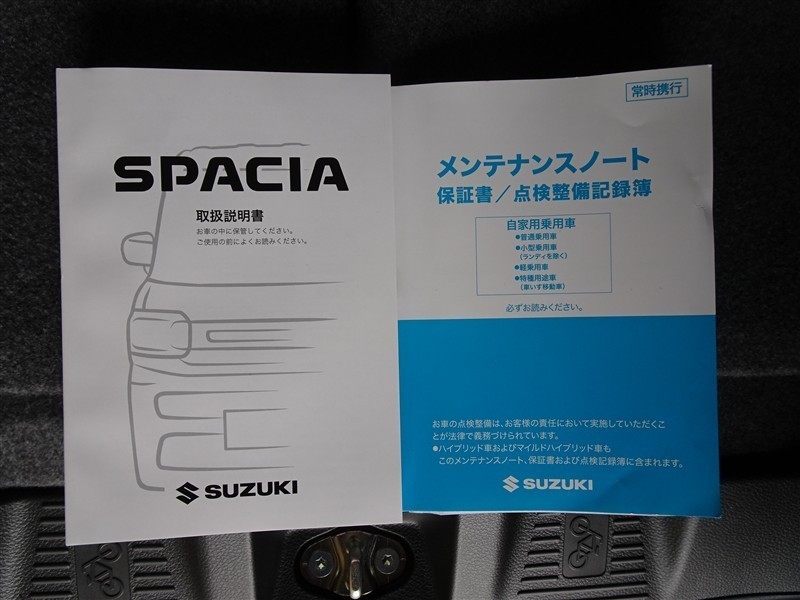 SPACIA
取扱説明書
お車の中に保管してください。
ご使用の前によくお読みください。
SUZUKI
常時携行
メンテナンスノート
保証書／点検整備記録簿
自家用乗用車
●普通乗用車
●小型乗用車
（ランディを除く）
●軽乗用車
●特種用途車
（車いす移動車）
必ずお読みください。
お車の点検整備は、お客様の責任において実施していただくこ
とが法律で義務づけられています。
●ハイブリッド車およびマイルドハイブリッド車も
このメンテナンスノート、保証書および点検記録簿に含まれます。
SUZUKI